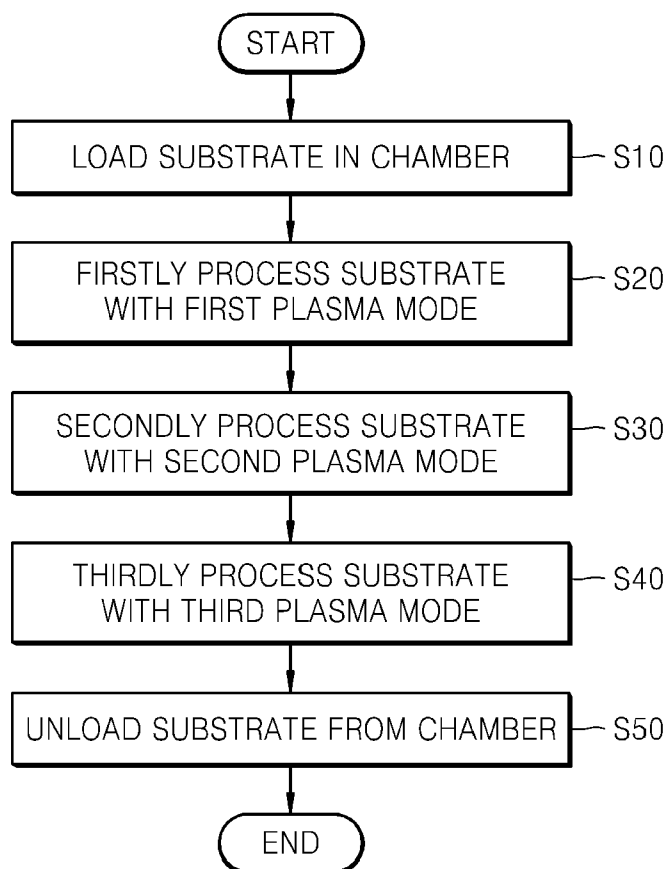 START
LOAD SUBSTRATE IN CHAMBER
S10
FIRSTLY PROCESS SUBSTRATE
WITH FIRST PLASMA MODE
S20
SECONDLY PROCESS SUBSTRATE
WITH SECOND PLASMA MODE
S30
THIRDLY PROCESS SUBSTRATE
WITH THIRD PLASMA MODE
S40
UNLOAD SUBSTRATE FROM CHAMBER
S50
END